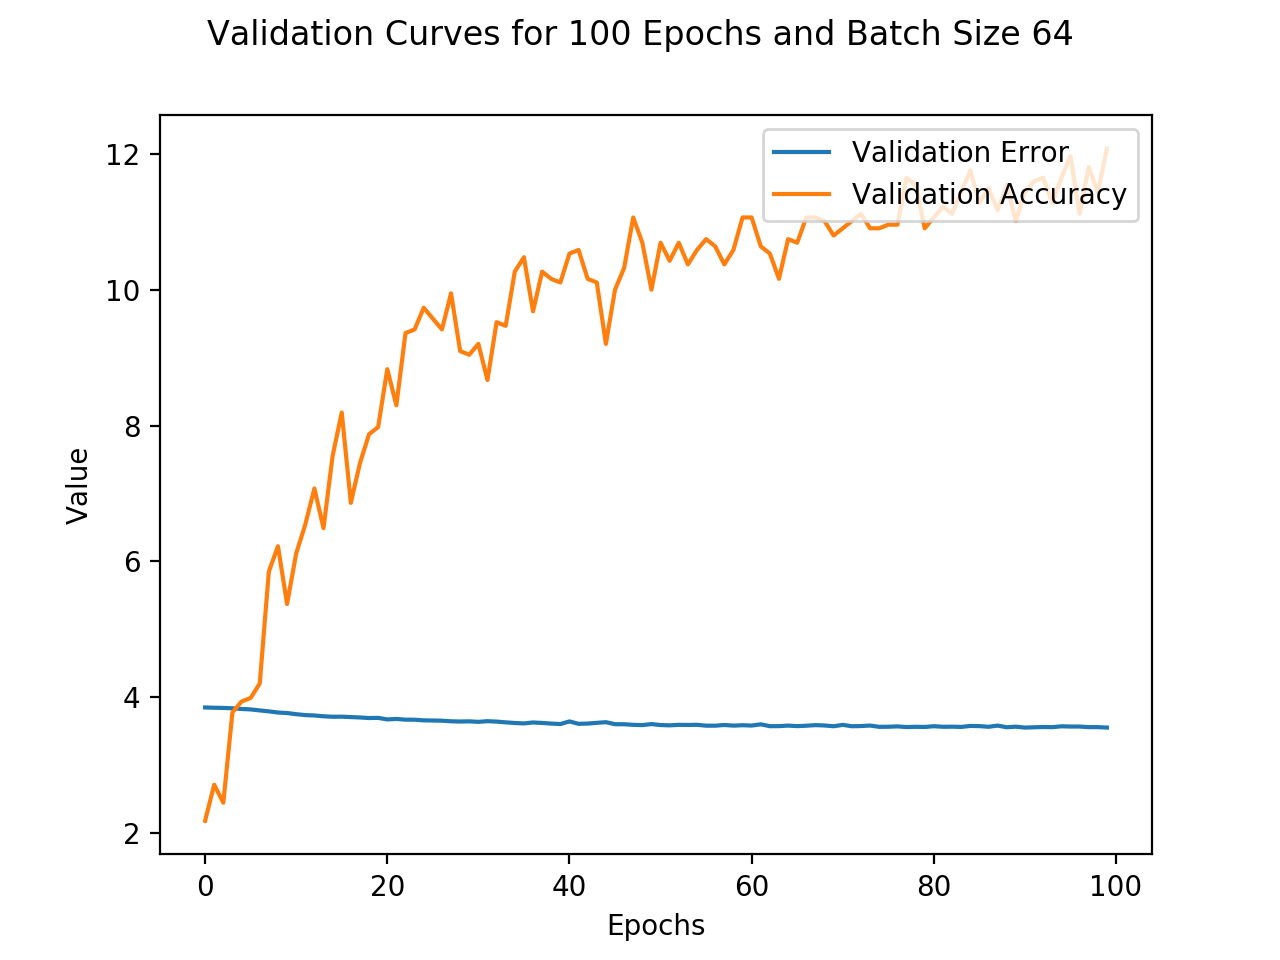 Validation Curves for 100 Epochs and Batch Size 64
Validation Error
Validation Accuracy
12
10
8
6
4
2
Value
0 20 40 60 80 100
Epochs